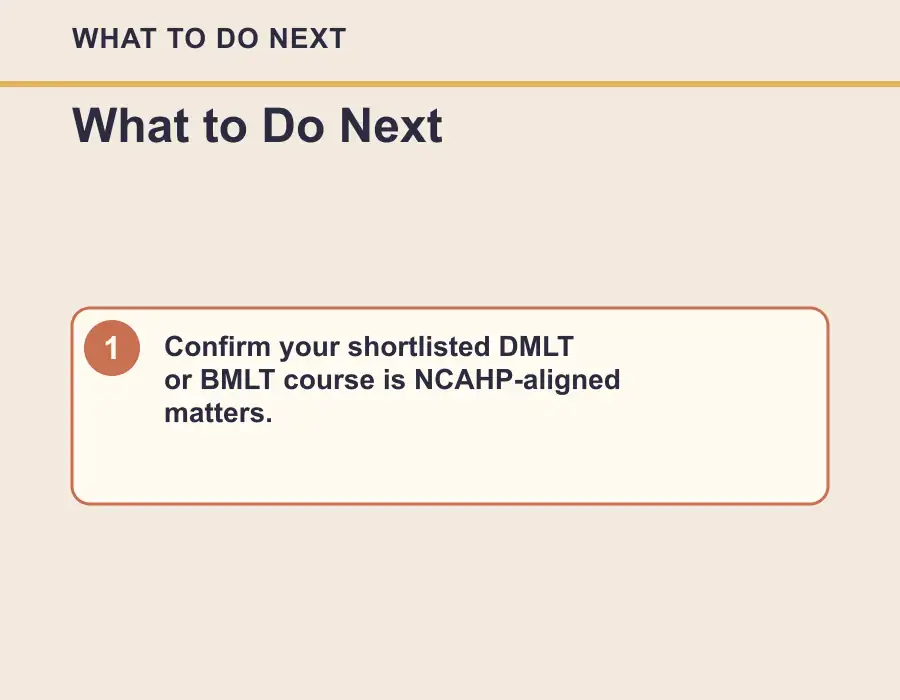 WHAT TO DO NEXT
What to Do Next
1
Confirm your shortlisted DMLT
or BMLT course is NCAHP-aligned
matters.